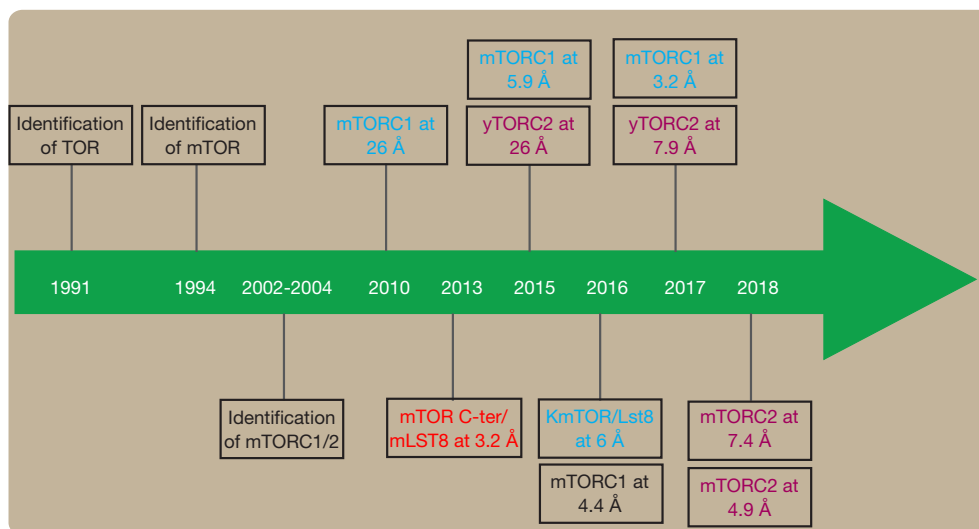 mTORC1 at
5.9 Å
mTORC1 at
3.2 Å
Identification
of TOR
Identification
of mTOR
mTORC1 at
26 Å
yTORC2 at
26 Å
yTORC2 at
7.9 Å
1991
1994
2002-2004
2010
2013
2015
2016
2017
2018
Identification
of mTORC1/2
mTOR C-ter/
mLST8 at 3.2 Å
KmTOR/Lst8
at 6 Å
mTORC2 at
7.4 Å
mTORC1 at
4.4 Å
mTORC2 at
4.9 Å